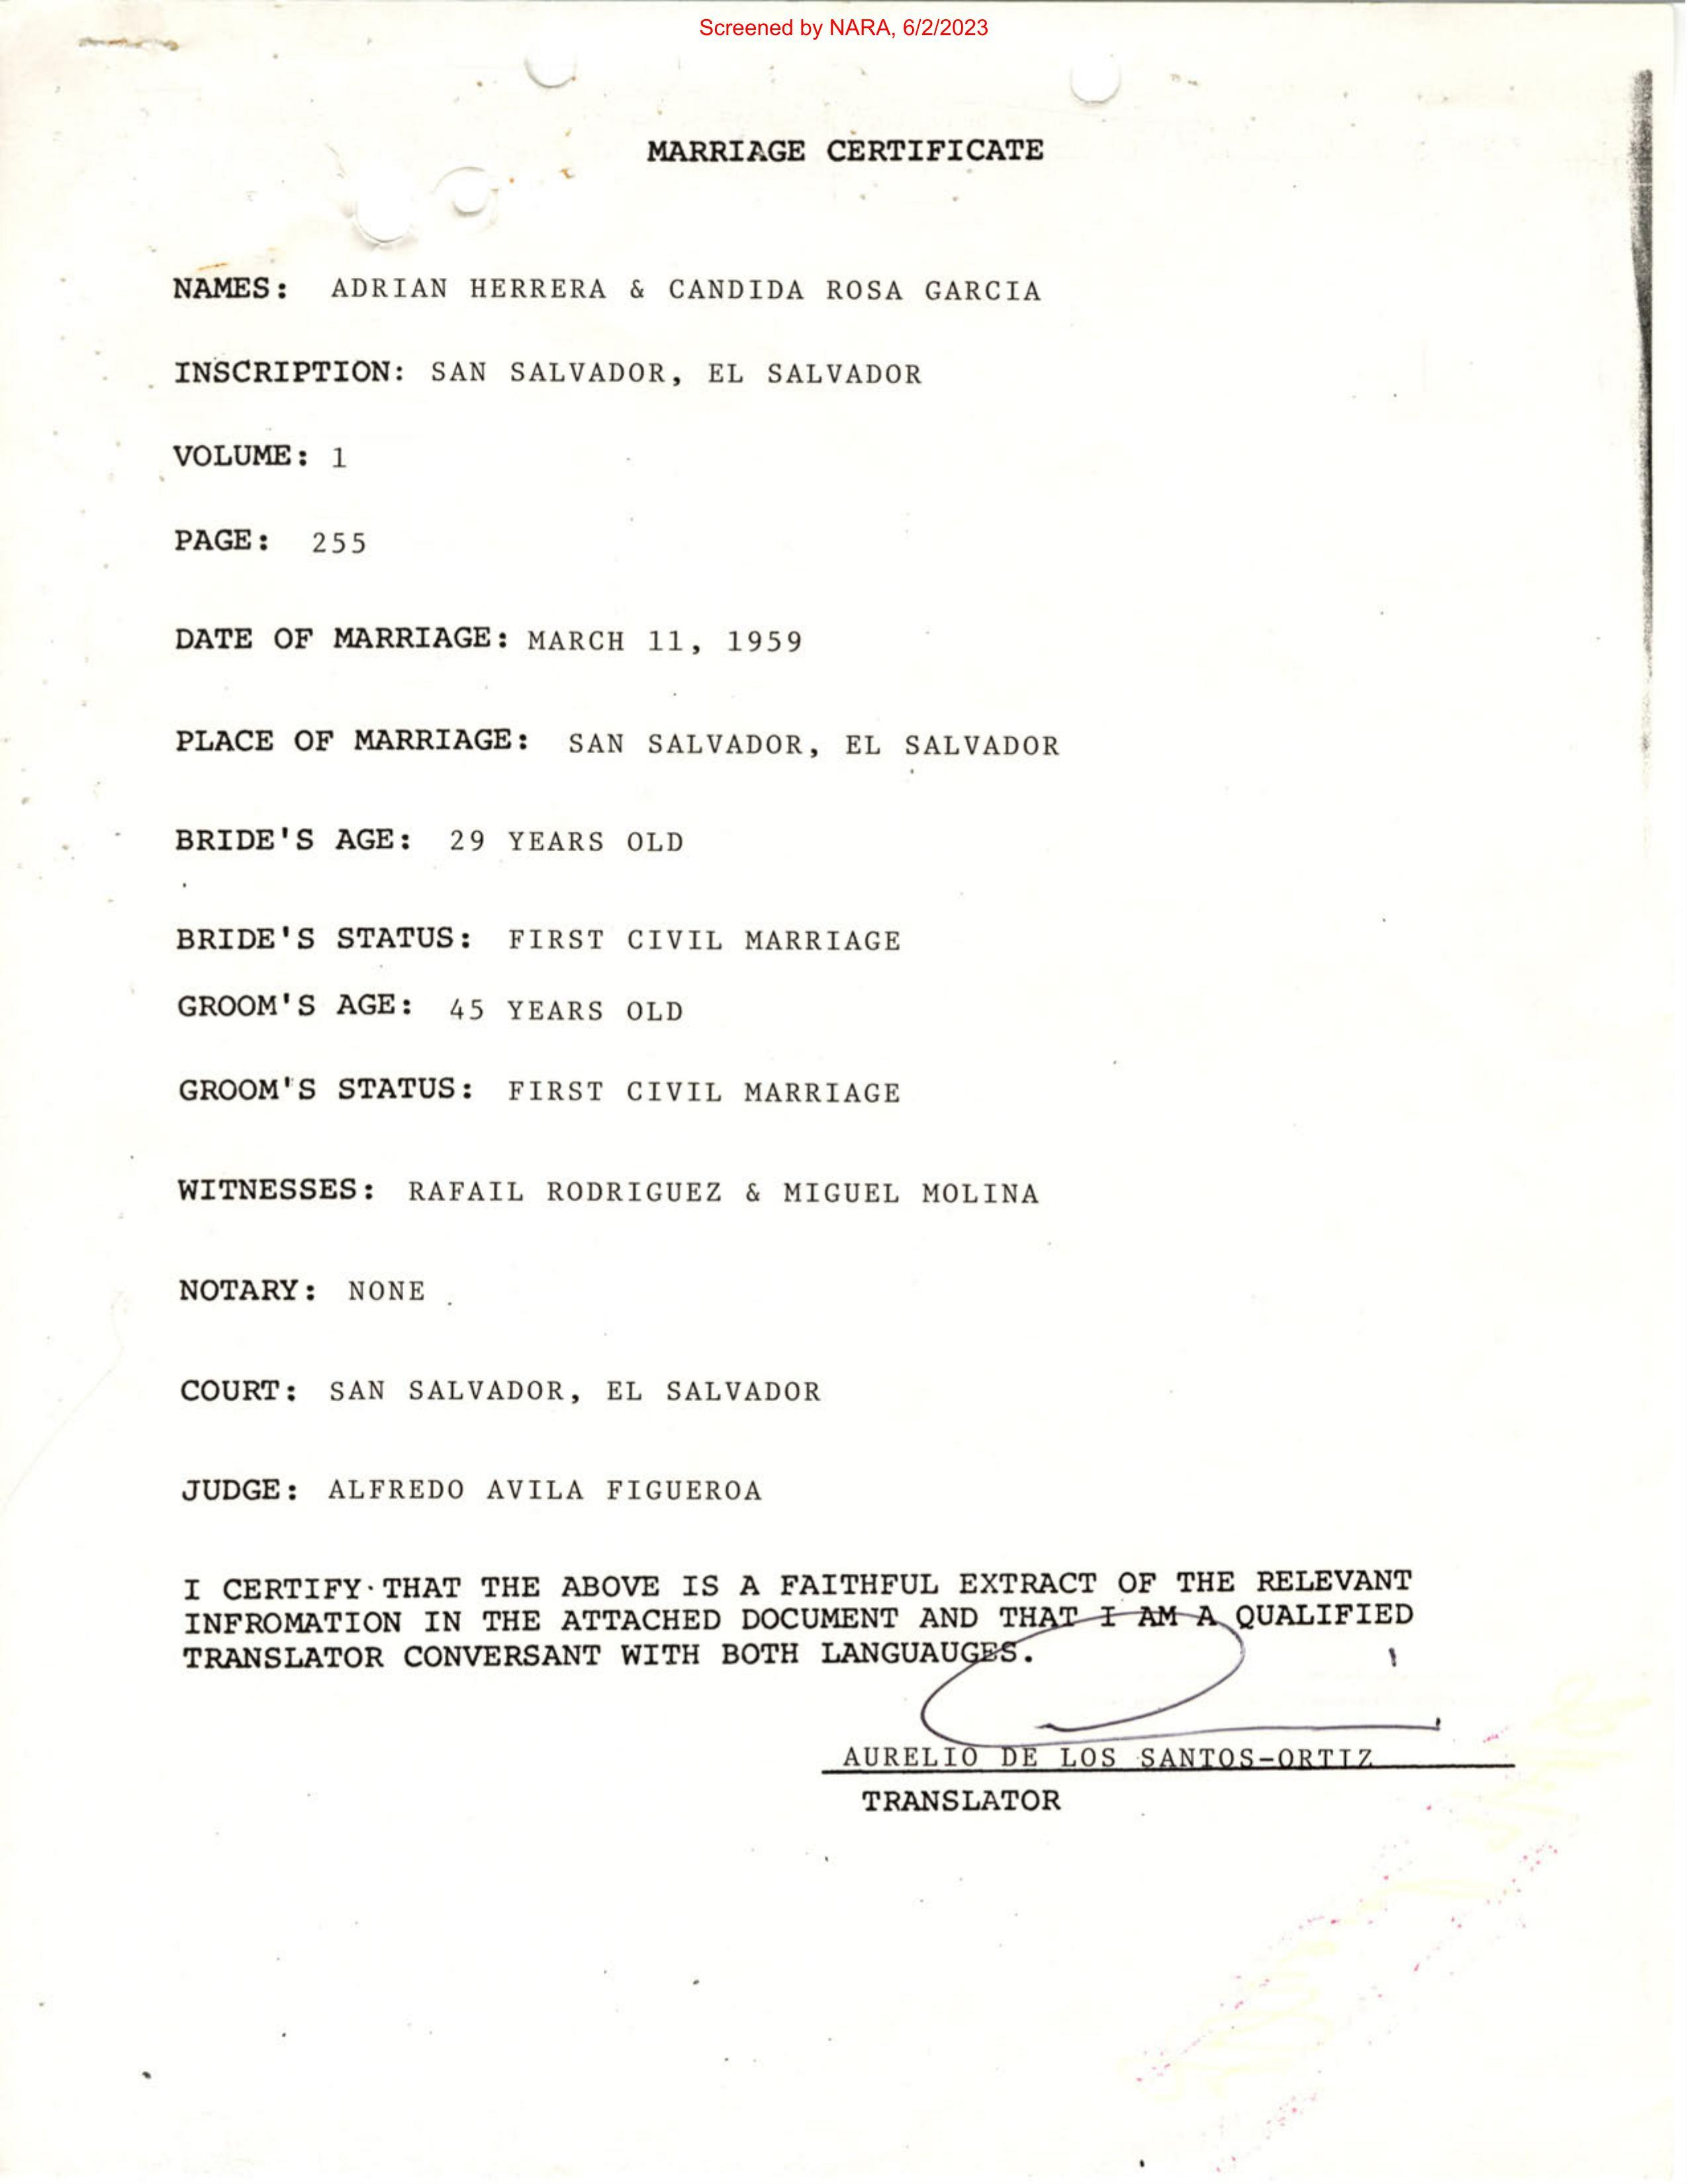 Screened by NARA, 6/2/2023
MARRIAGE CERTIFICATE
NAMES: ADRIAN HERRERA & CANDIDA ROSA GARCIA
INSCRIPTION: SAN SALVADOR, EL SALVADOR
VOLUME: 1
PAGE: 255
DATE OF MARRIAGE: MARCH 11, 1959
PLACE OF MARRIAGE: SAN SALVADOR, EL SALVADOR
BRIDE'S AGE: 29 YEARS OLD
BRIDE'S STATUS: FIRST CIVIL MARRIAGE
GROOM'S AGE: 45 YEARS OLD
GROOM'S STATUS: FIRST CIVIL MARRIAGE
WITNESSES: RAFAIL RODRIGUEZ & MIGUEL MOLINA
NOTARY: NONE
COURT: SAN SALVADOR, EL SALVADOR
JUDGE: ALFREDO AVILA FIGUEROA
I CERTIFY THAT THE ABOVE IS A FAITHFUL EXTRACT OF THE RELEVANT
INFROMATION IN THE ATTACHED DOCUMENT AND THAT I AM A QUALIFIED
TRANSLATOR CONVERSANT WITH BOTH LANGUAUGES.
AURELIO DE LOS SANTOS-ORTIZ
TRANSLATOR